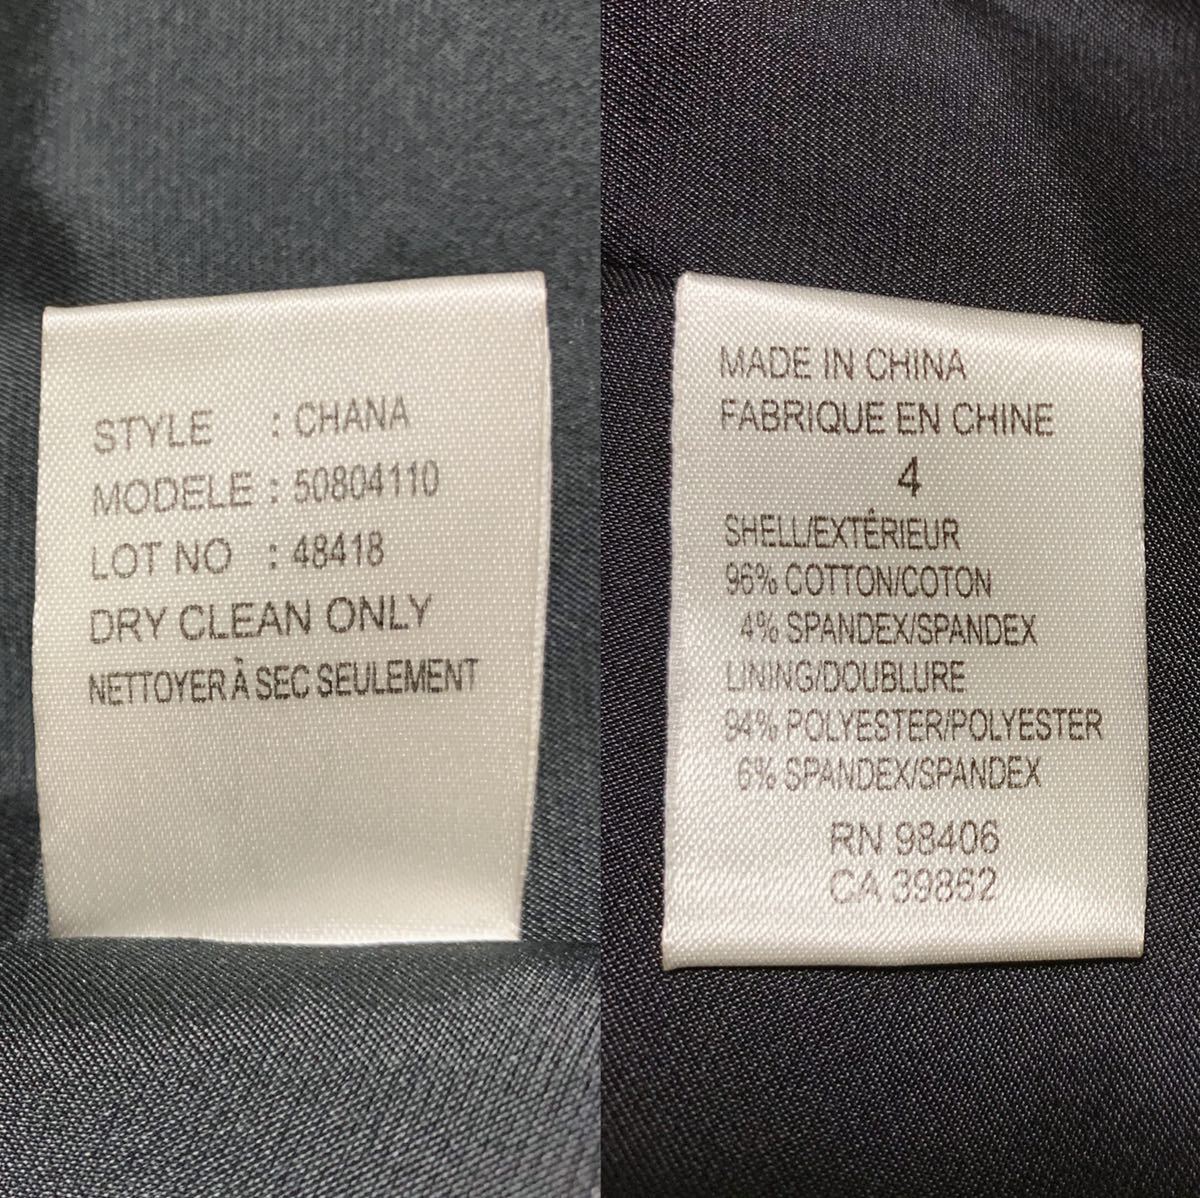 STYLE : CHANA
MODELE : 50804110
LOT NO : 48418
DRY CLEAN ONLY
NETTOYER À SEC SEULEMENT
MADE IN CHINA
FABRIQUE EN CHINE
4
SHELL/EXTÉRIEUR
96% COTTON/COTON
4% SPANDEX/SPANDEX
LINING/DOUBLURE
94% POLYESTER/POLYESTER
6% SPANDEX/SPANDEX
RN 98406
CA 39862